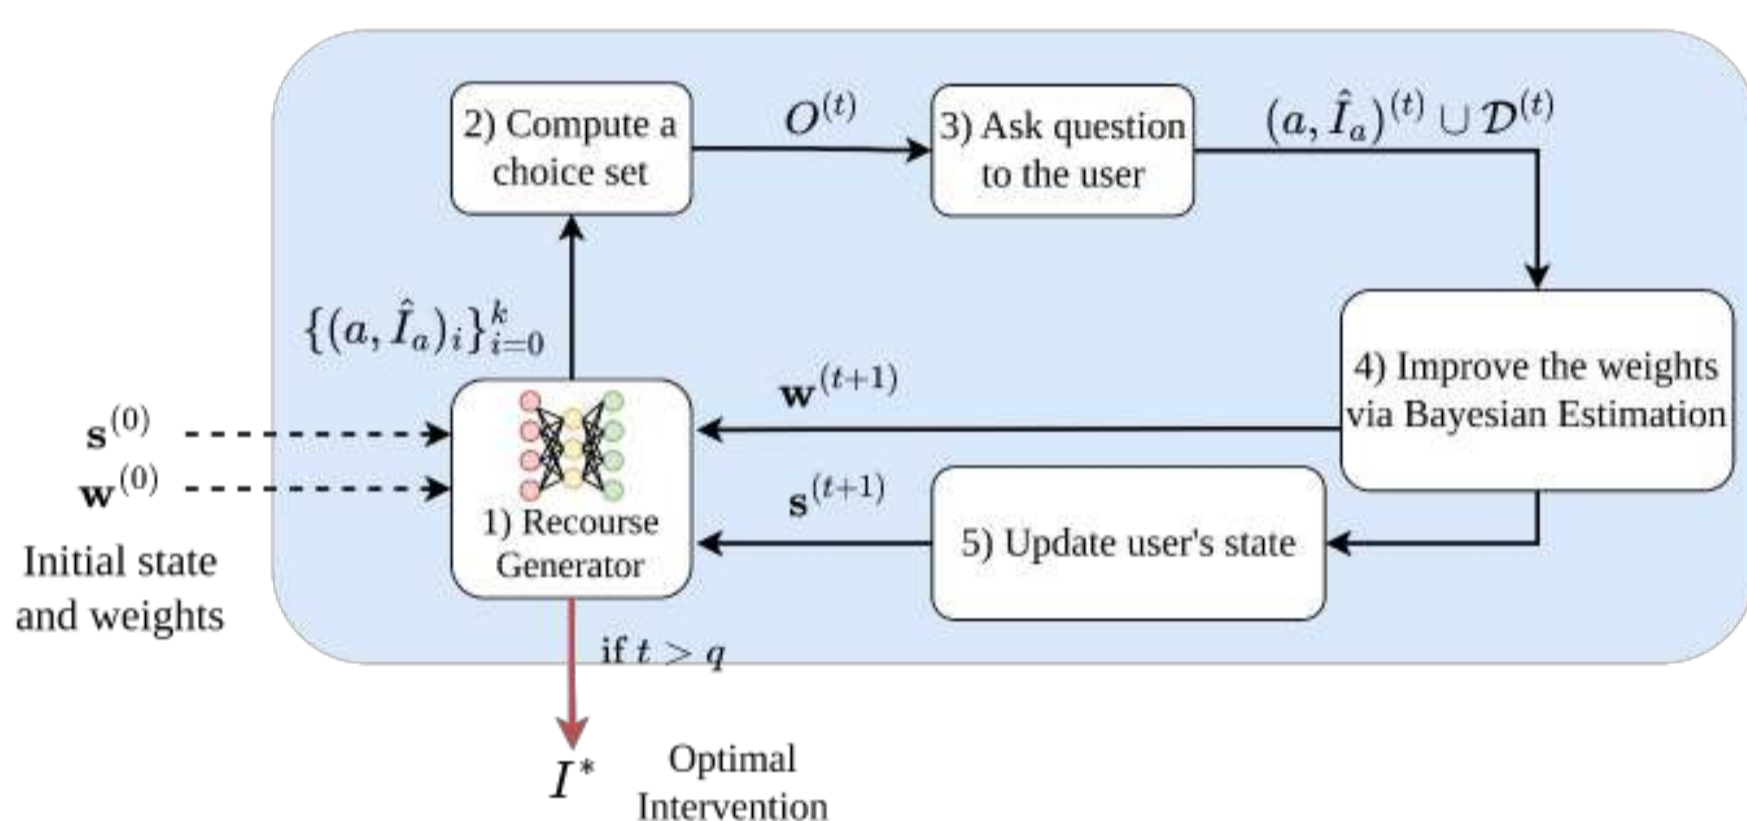 2) Compute a
choice set
O^{(t)}
3) Ask question
to the user
(a, Î_a)^{(t)} ∪ 𝒟^{(t)}
{(a, Î_a)_i}_{i=0}^{k}
4) Improve the weights
via Bayesian Estimation
w^{(t+1)}
s^{(0)}
w^{(0)}
Initial state
and weights
1) Recourse
Generator
s^{(t+1)}
5) Update user's state
if t > q
I^*
Optimal
Intervention